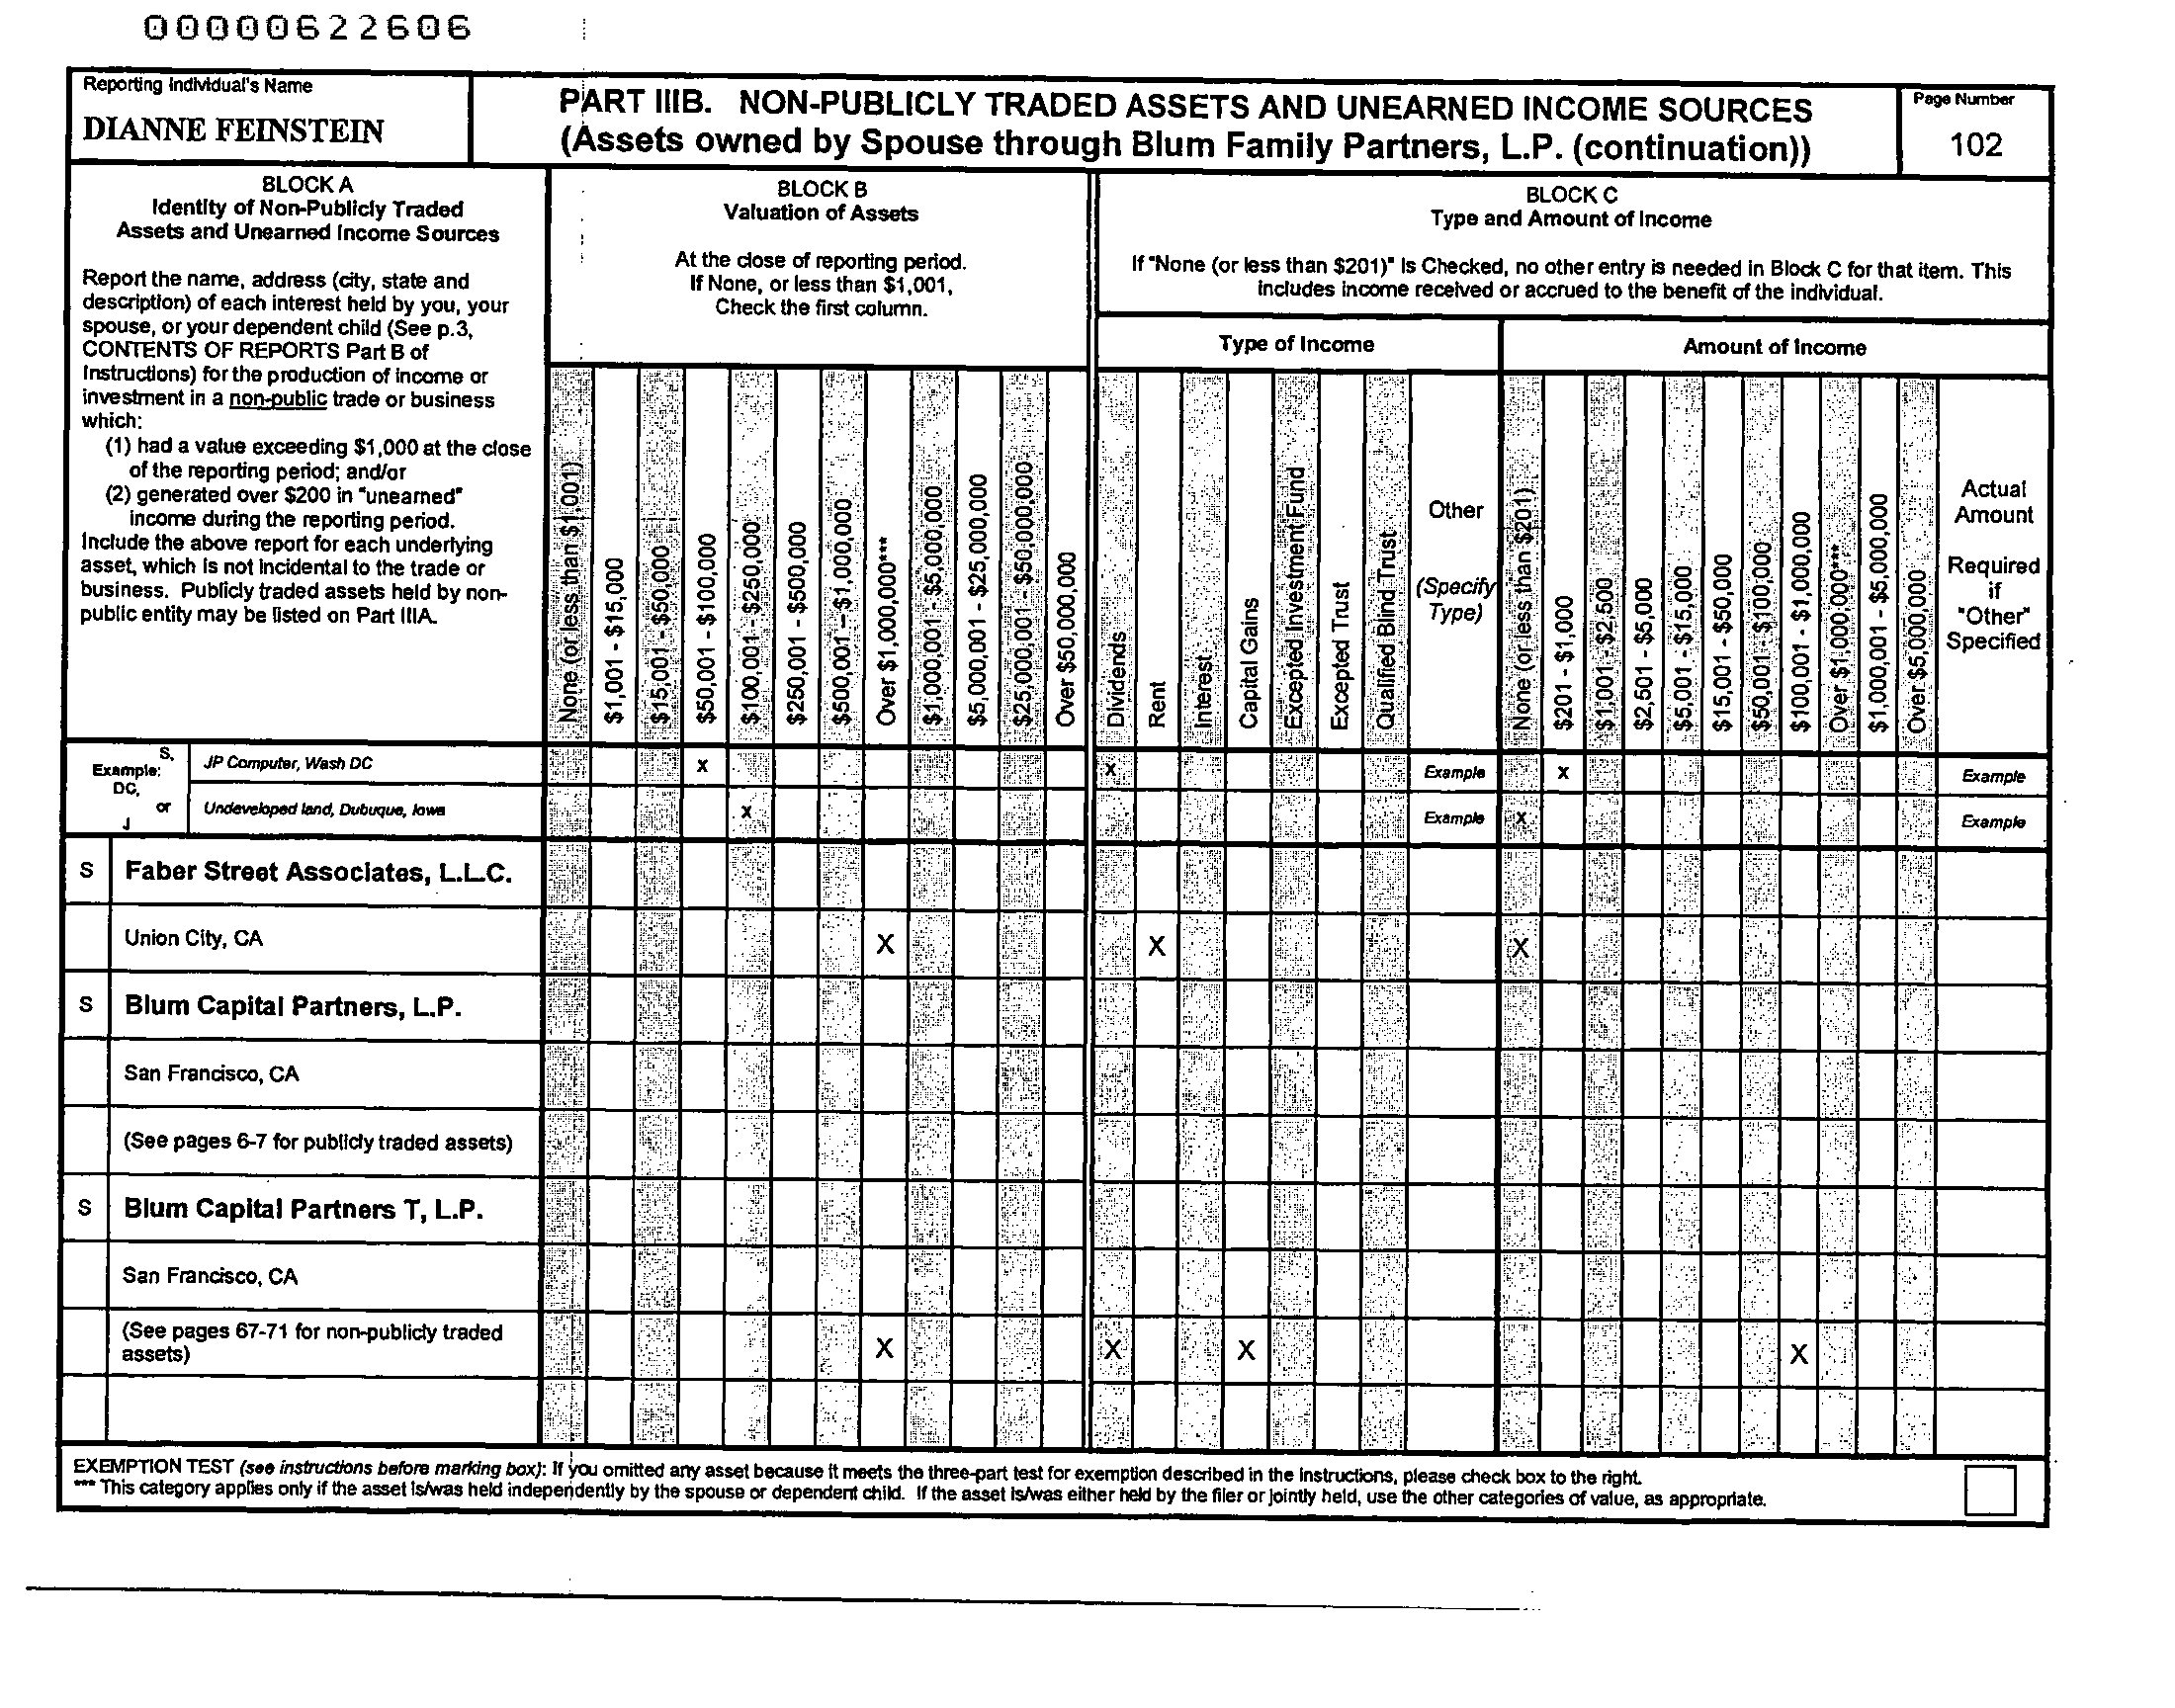 00000622606
Reporting Individual's Name
DIANNE FEINSTEIN
PART IIIB. NON-PUBLICLY TRADED ASSETS AND UNEARNED INCOME SOURCES
(Assets owned by Spouse through Blum Family Partners, L.P. (continuation))
Page Number
102
BLOCK A
Identity of Non-Publicly Traded
Assets and Unearned Income Sources
Report the name, address (city, state and
description) of each interest held by you, your
spouse, or your dependent child (See p.3,
CONTENTS OF REPORTS Part B of
Instructions) for the production of income or
investment in a non-public trade or business
which:
(1) had a value exceeding $1,000 at the close
of the reporting period; and/or
(2) generated over $200 in "unearned"
income during the reporting period.
Include the above report for each underlying
asset, which is not incidental to the trade or
business. Publicly traded assets held by non-
public entity may be listed on Part IIIA.
BLOCK B
Valuation of Assets
At the close of reporting period.
If None, or less than $1,001,
Check the first column.
BLOCK C
Type and Amount of Income
If "None (or less than $201)" Is Checked, no other entry is needed in Block C for that item. This
includes income received or accrued to the benefit of the individual.
Type of Income
Amount of Income
None (or less than $1,001)
$1,001 - $15,000
$15,001 - $50,000
$50,001 - $100,000
$100,001 - $250,000
$250,001 - $500,000
$500,001 - $1,000,000
Over $1,000,000***
$1,000,001 - $5,000,000
$5,000,001 - $25,000,000
$25,000,001 - $50,000,000
Over $50,000,000
Dividends
Rent
Interest
Capital Gains
Excepted Investment Fund
Excepted Trust
Qualified Blind Trust
Other
(Specify
Type)
None (or less than $201)
$201 - $1,000
$1,001 - $2,500
$2,501 - $5,000
$5,001 - $15,000
$15,001 - $50,000
$50,001 - $100,000
$100,001 - $1,000,000
Over $1,000,000***
$1,000,001 - $5,000,000
Over $5,000,000
Actual
Amount
Required
if
"Other"
Specified
S,
Example:
DC,
or
J
JP Computer, Wash DC x x Example x Example
Undeveloped land, Dubuque, Iowa x Example x Example
S Faber Street Associates, L.L.C.
Union City, CA X X X
S Blum Capital Partners, L.P.
San Francisco, CA
(See pages 6-7 for publicly traded assets)
S Blum Capital Partners T, L.P.
San Francisco, CA
(See pages 67-71 for non-publicly traded
assets) X X X X
EXEMPTION TEST (see instructions before marking box): If you omitted any asset because it meets the three-part test for exemption described in the instructions, please check box to the right.
*** This category applies only if the asset is/was held independently by the spouse or dependent child. If the asset is/was either held by the filer or jointly held, use the other categories of value, as appropriate.